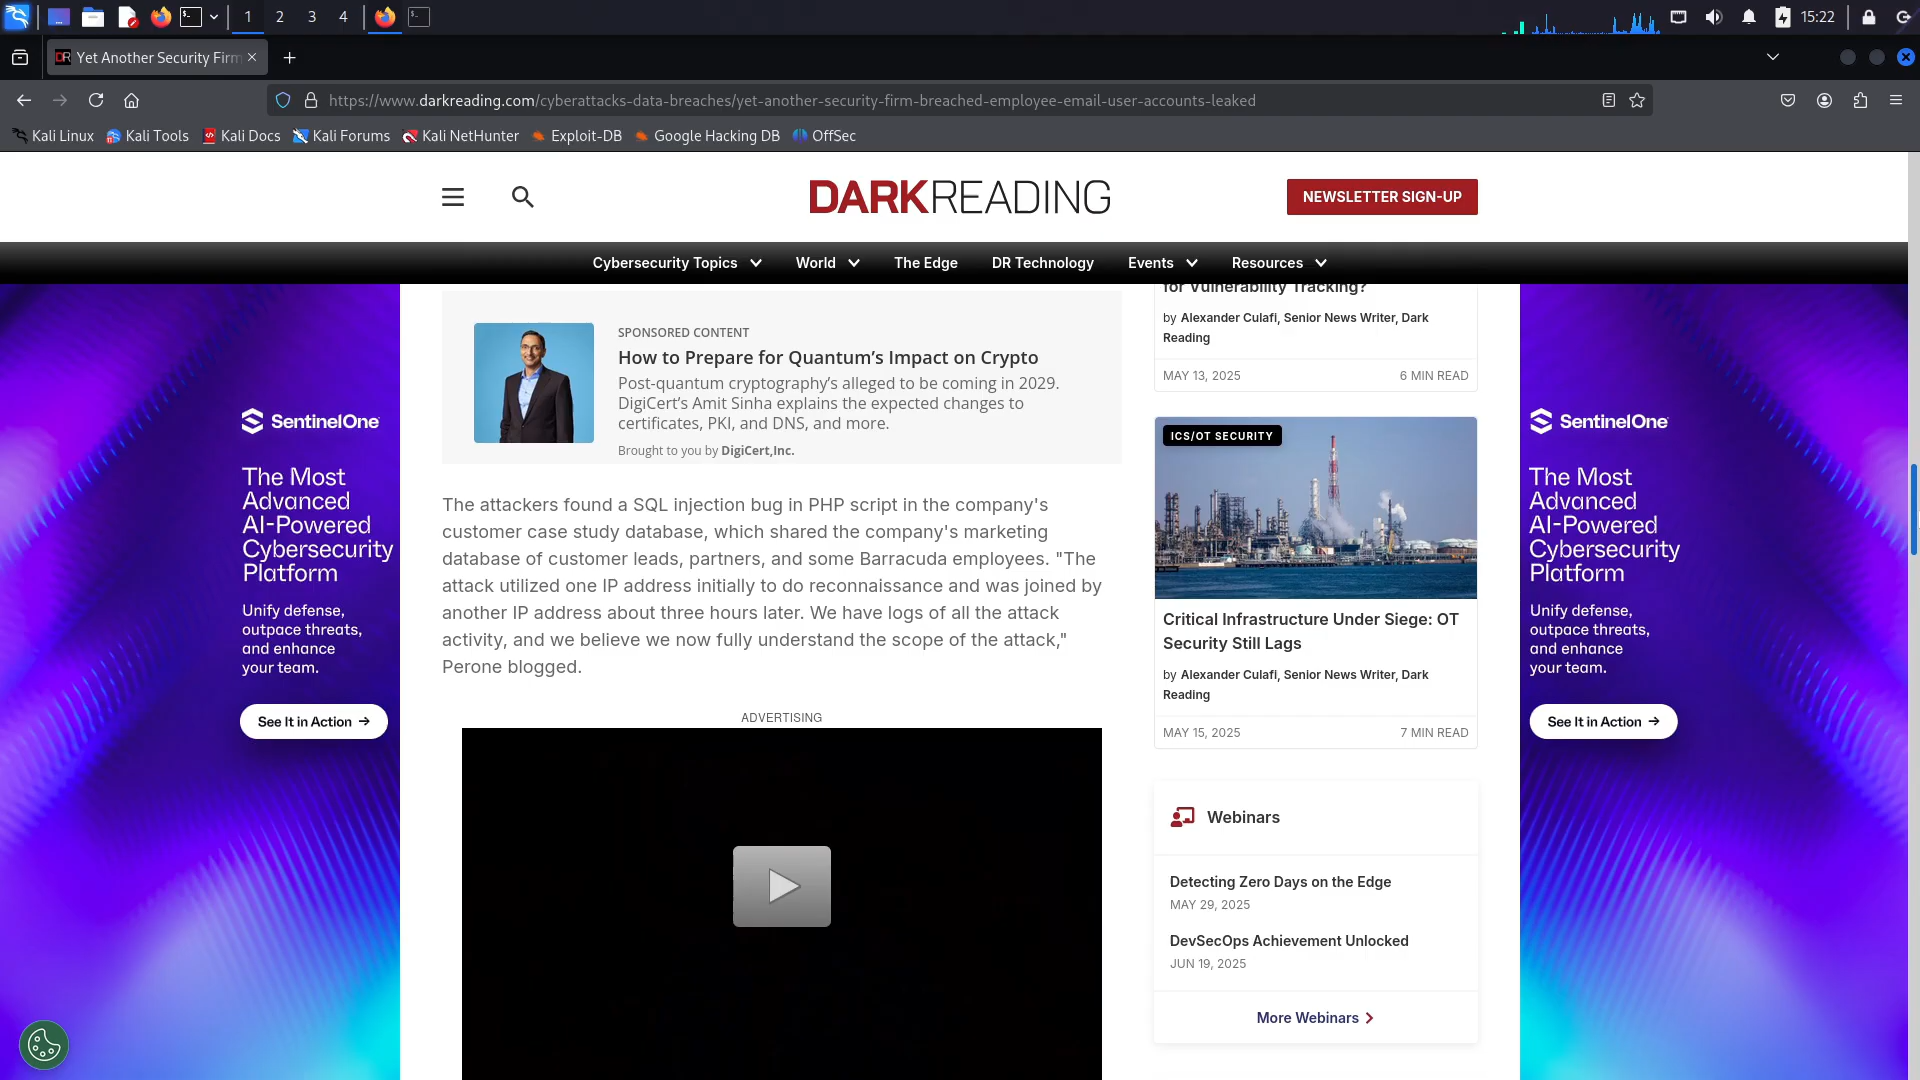 1 2 3 4 15:22
Yet Another Security Firm
https://www.darkreading.com/cyberattacks-data-breaches/yet-another-security-firm-breached-employee-email-user-accounts-leaked
Kali Linux Kali Tools Kali Docs Kali Forums Kali NetHunter Exploit-DB Google Hacking DB OffSec
DARKREADING
NEWSLETTER SIGN-UP
Cybersecurity Topics World The Edge DR Technology Events Resources
SentinelOne
The Most
Advanced
AI-Powered
Cybersecurity
Platform
Unify defense,
outpace threats,
and enhance
your team.
See It in Action →
SPONSORED CONTENT
How to Prepare for Quantum’s Impact on Crypto
Post-quantum cryptography’s alleged to be coming in 2029.
DigiCert’s Amit Sinha explains the expected changes to
certificates, PKI, and DNS, and more.
Brought to you by DigiCert,Inc.
The attackers found a SQL injection bug in PHP script in the company's
customer case study database, which shared the company's marketing
database of customer leads, partners, and some Barracuda employees. "The
attack utilized one IP address initially to do reconnaissance and was joined by
another IP address about three hours later. We have logs of all the attack
activity, and we believe we now fully understand the scope of the attack,"
Perone blogged.
ADVERTISING
for Vulnerability Tracking?
by Alexander Culafi, Senior News Writer, Dark
Reading
MAY 13, 2025 6 MIN READ
ICS/OT SECURITY
Critical Infrastructure Under Siege: OT
Security Still Lags
by Alexander Culafi, Senior News Writer, Dark
Reading
MAY 15, 2025 7 MIN READ
Webinars
Detecting Zero Days on the Edge
MAY 29, 2025
DevSecOps Achievement Unlocked
JUN 19, 2025
More Webinars
SentinelOne
The Most
Advanced
AI-Powered
Cybersecurity
Platform
Unify defense,
outpace threats,
and enhance
your team.
See It in Action →